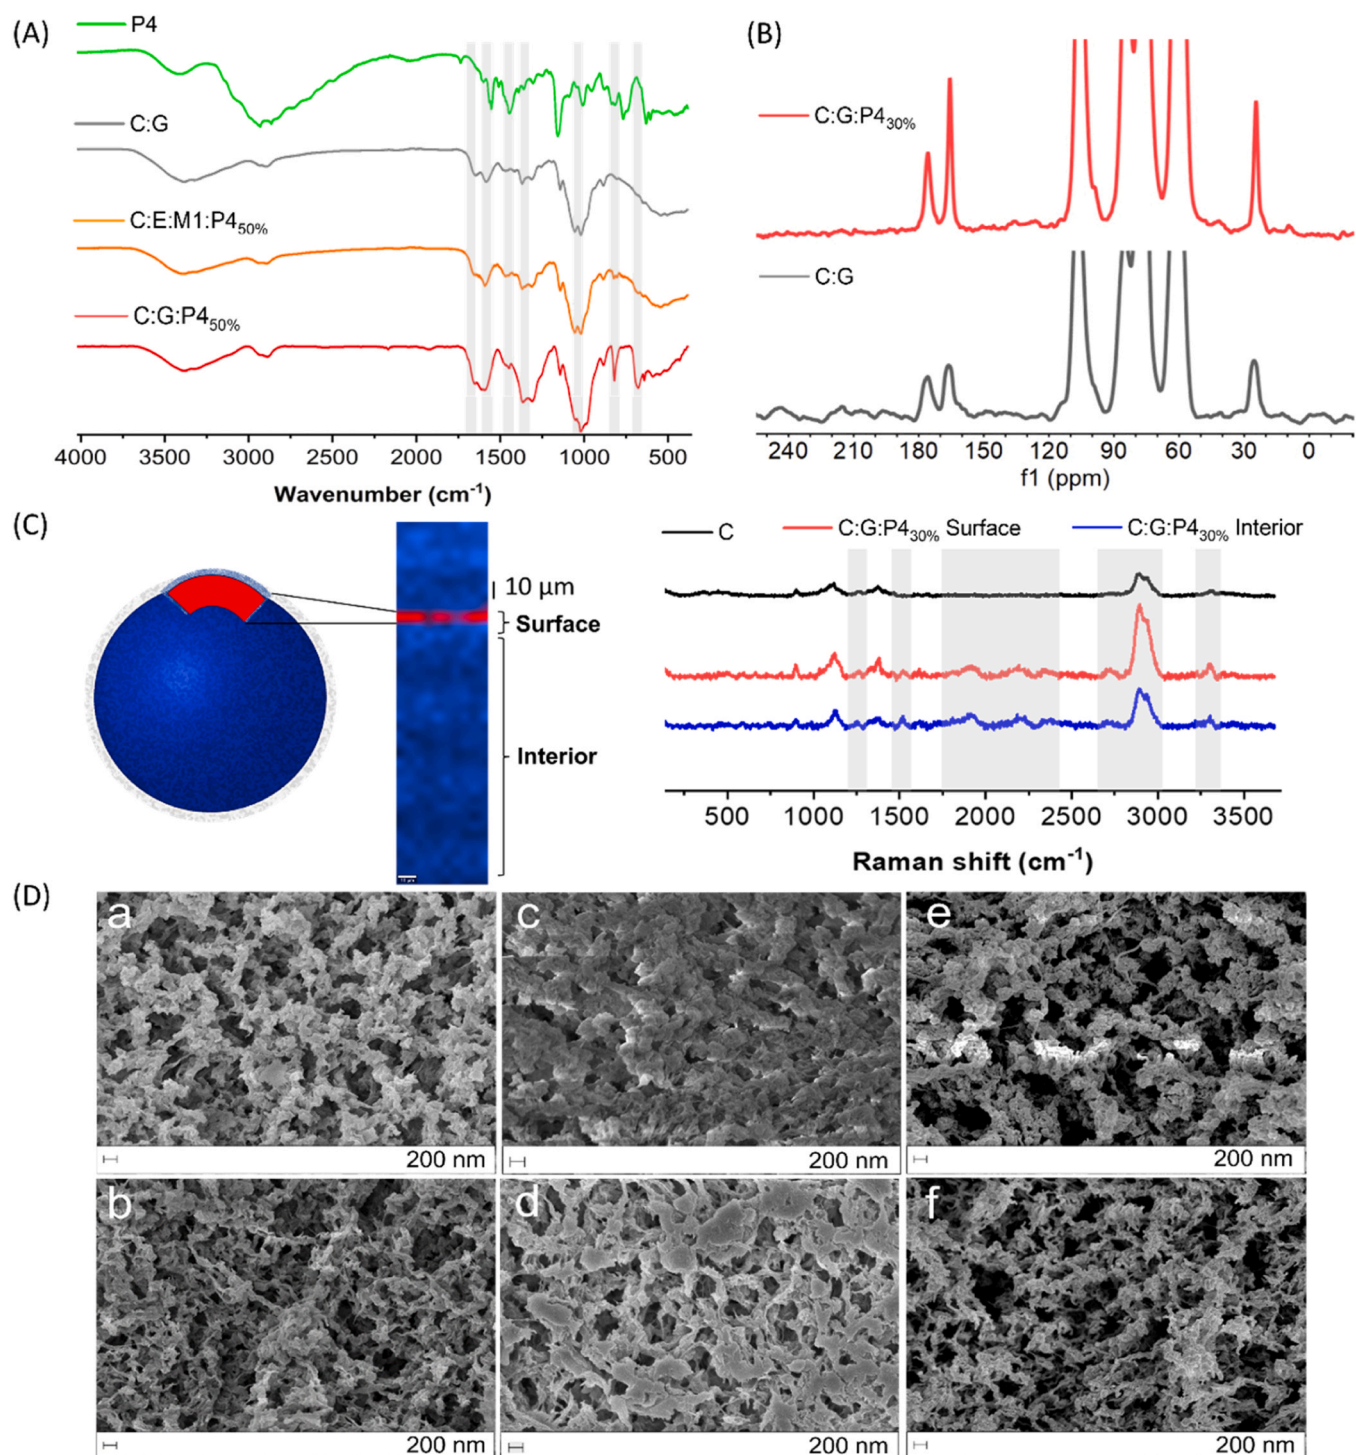 (A)
P4
C:G
C:E:M1:P450%
C:G:P450%
4000 3500 3000 2500 2000 1500 1000 500
Wavenumber (cm-1)
(B)
C:G:P430%
C:G
240 210 180 150 120 90 60 30 0
f1 (ppm)
(C)
10 µm
Surface
Interior
C C:G:P430% Surface C:G:P430% Interior
500 1000 1500 2000 2500 3000 3500
Raman shift (cm-1)
(D)
a c e
200 nm 200 nm 200 nm
b d f
200 nm 200 nm 200 nm